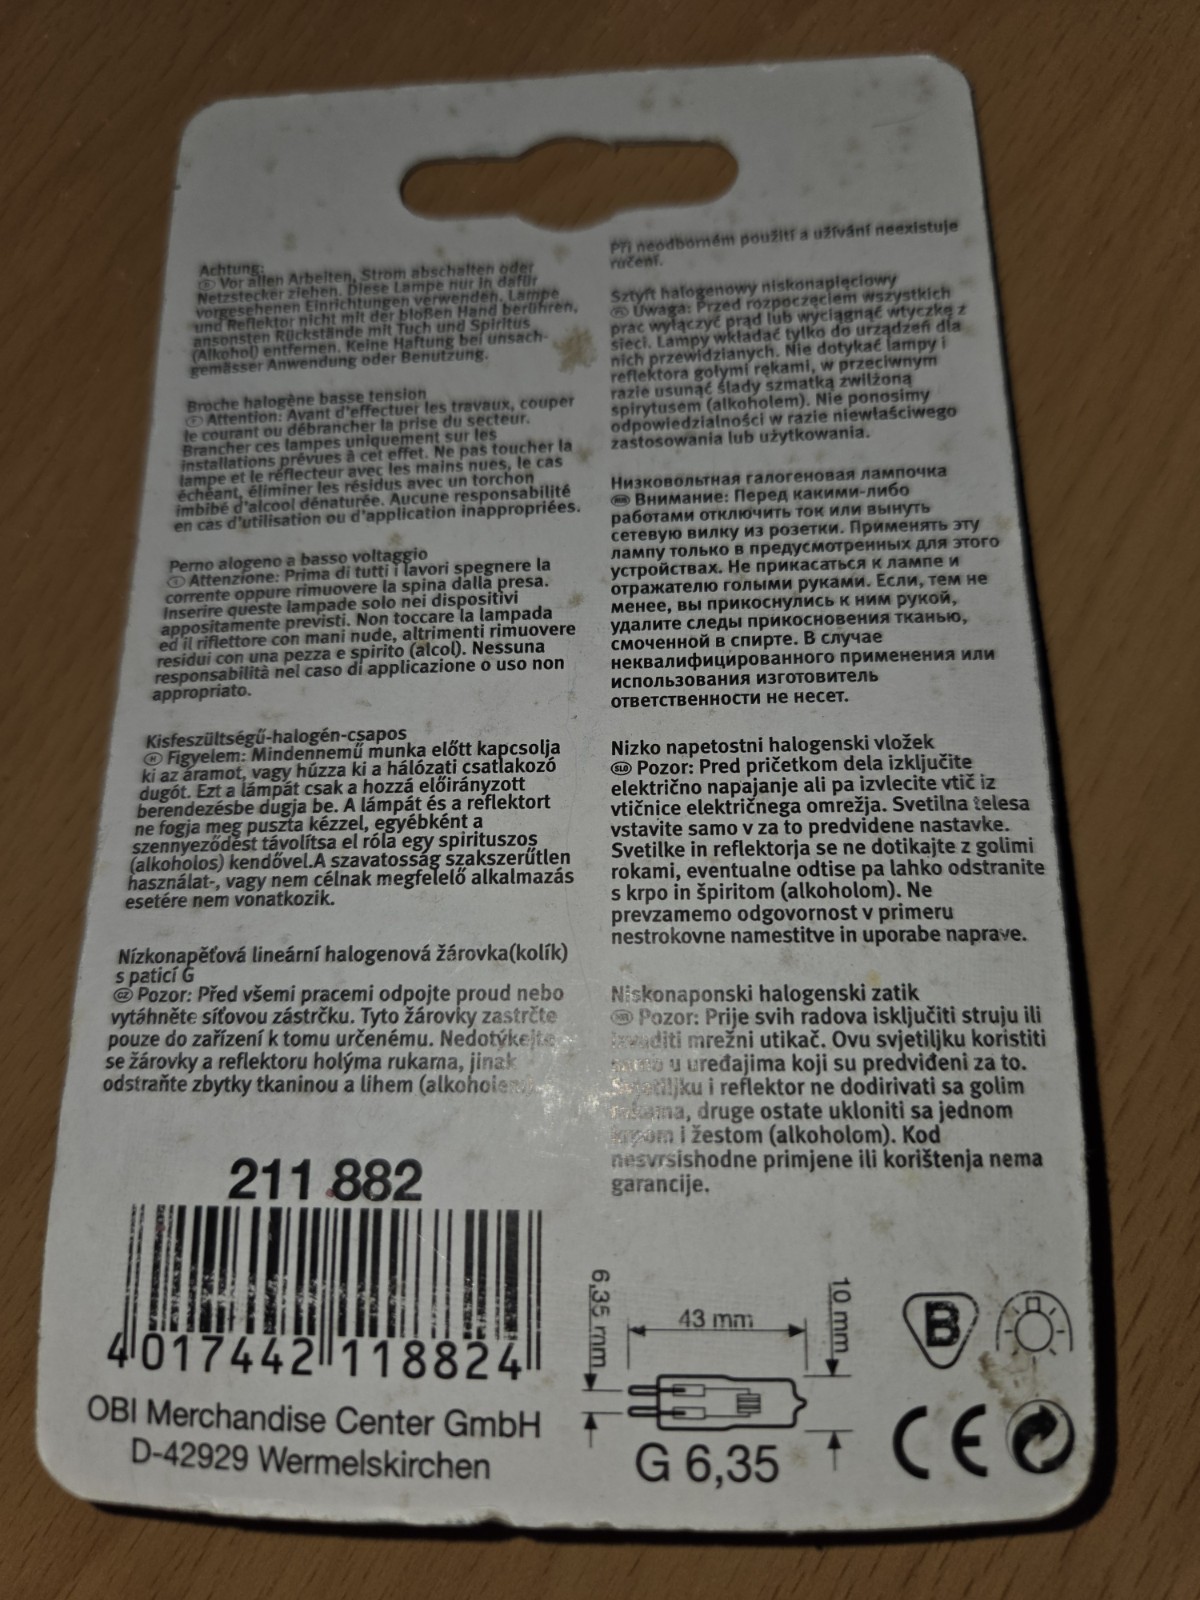 Achtung:
D Vor allen Arbeiten, Strom abschalten oder
Netzstecker ziehen. Diese Lampe nur in dafür
vorgesehenen Einrichtungen verwenden. Lampe
und Reflektor nicht mit der bloßen Hand berühren,
ansonsten Rückstände mit Tuch und Spiritus
(Alkohol) entfernen. Keine Haftung bei unsach-
gemässer Anwendung oder Benutzung.
Broche halogène basse tension
F Attention: Avant d'effectuer les travaux, couper
le courant ou débrancher la prise du secteur.
Brancher ces lampes uniquement sur les
installations prévues à cet effet. Ne pas toucher la
lampe et le réflecteur avec les mains nues, le cas
échéant, éliminer les résidus avec un torchon
imbibé d'alcool dénaturée. Aucune responsabilité
en cas d'utilisation ou d'application inappropriées.
Perno alogeno a basso voltaggio
I Attenzione: Prima di tutti i lavori spegnere la
corrente oppure rimuovere la spina dalla presa.
Inserire queste lampade solo nei dispositivi
appositamente previsti. Non toccare la lampada
ed il riflettore con mani nude, altrimenti rimuovere
residui con una pezza e spirito (alcol). Nessuna
responsabilità nel caso di applicazione o uso non
appropriato.
Kisfeszültségű-halogén-csapos
H Figyelem: Mindennemű munka előtt kapcsolja
ki az áramot, vagy húzza ki a hálózati csatlakozó
dugót. Ezt a lámpát csak a hozzá előirányzott
berendezésbe dugja be. A lámpát és a reflektort
ne fogja meg puszta kézzel, egyébként a
szennyeződést távolítsa el róla egy spirituszos
(alkoholos) kendővel.A szavatosság szakszerűtlen
használat-, vagy nem célnak megfelelő alkalmazás
esetére nem vonatkozik.
Nízkonapěťová lineární halogenová žárovka(kolík)
s paticí G
CZ Pozor: Před všemi pracemi odpojte proud nebo
vytáhněte síťovou zástrčku. Tyto žárovky zastrčte
pouze do zařízení k tomu určenému. Nedotýkejte
se žárovky a reflektoru holýma rukama, jinak
odstraňte zbytky tkaninou a lihem (alkoholem).
Při neodborném použití a užívání neexistuje
ručení.
Sztyft halogenowy niskonapięciowy
PL Uwaga: Przed rozpoczęciem wszystkich
prac wyłączyć prąd lub wyciągnąć wtyczkę z
sieci. Lampy wkładać tylko do urządzeń dla
nich przewidzianych. Nie dotykać lampy i
reflektora gołymi rękami, w przeciwnym
razie usunąć ślady szmatką zwilżoną
spirytusem (alkoholem). Nie ponosimy
odpowiedzialności w razie niewłaściwego
zastosowania lub użytkowania.
Низковольтная галогеновая лампочка
RUS Внимание: Перед какими-либо
работами отключить ток или вынуть
сетевую вилку из розетки. Применять эту
лампу только в предусмотренных для этого
устройствах. Не прикасаться к лампе и
отражателю голыми руками. Если, тем не
менее, вы прикоснулись к ним рукой,
удалите следы прикосновения тканью,
смоченной в спирте. В случае
неквалифицированного применения или
использования изготовитель
ответственности не несет.
Nizko napetostni halogenski vložek
SLO Pozor: Pred pričetkom dela izključite
električno napajanje ali pa izvlecite vtič iz
vtičnice električnega omrežja. Svetilna telesa
vstavite samo v za to predvidene nastavke.
Svetilke in reflektorja se ne dotikajte z golimi
rokami, eventualne odtise pa lahko odstranite
s krpo in špiritom (alkoholom). Ne
prevzamemo odgovornost v primeru
nestrokovne namestitve in uporabe naprave.
Niskonaponski halogenski zatik
HR Pozor: Prije svih radova isključiti struju ili
izvaditi mrežni utikač. Ovu svjetiljku koristiti
samo u uređajima koji su predviđeni za to.
Svjetiljku i reflektor ne dodirivati sa golim
rukama, druge ostate ukloniti sa jednom
krpom i žestom (alkoholom). Kod
nesvrsishodne primjene ili korištenja nema
garancije.
211 882
4 017442 118824
OBI Merchandise Center GmbH
D-42929 Wermelskirchen
6,35 mm
43 mm
10 mm
G 6,35
B
CE